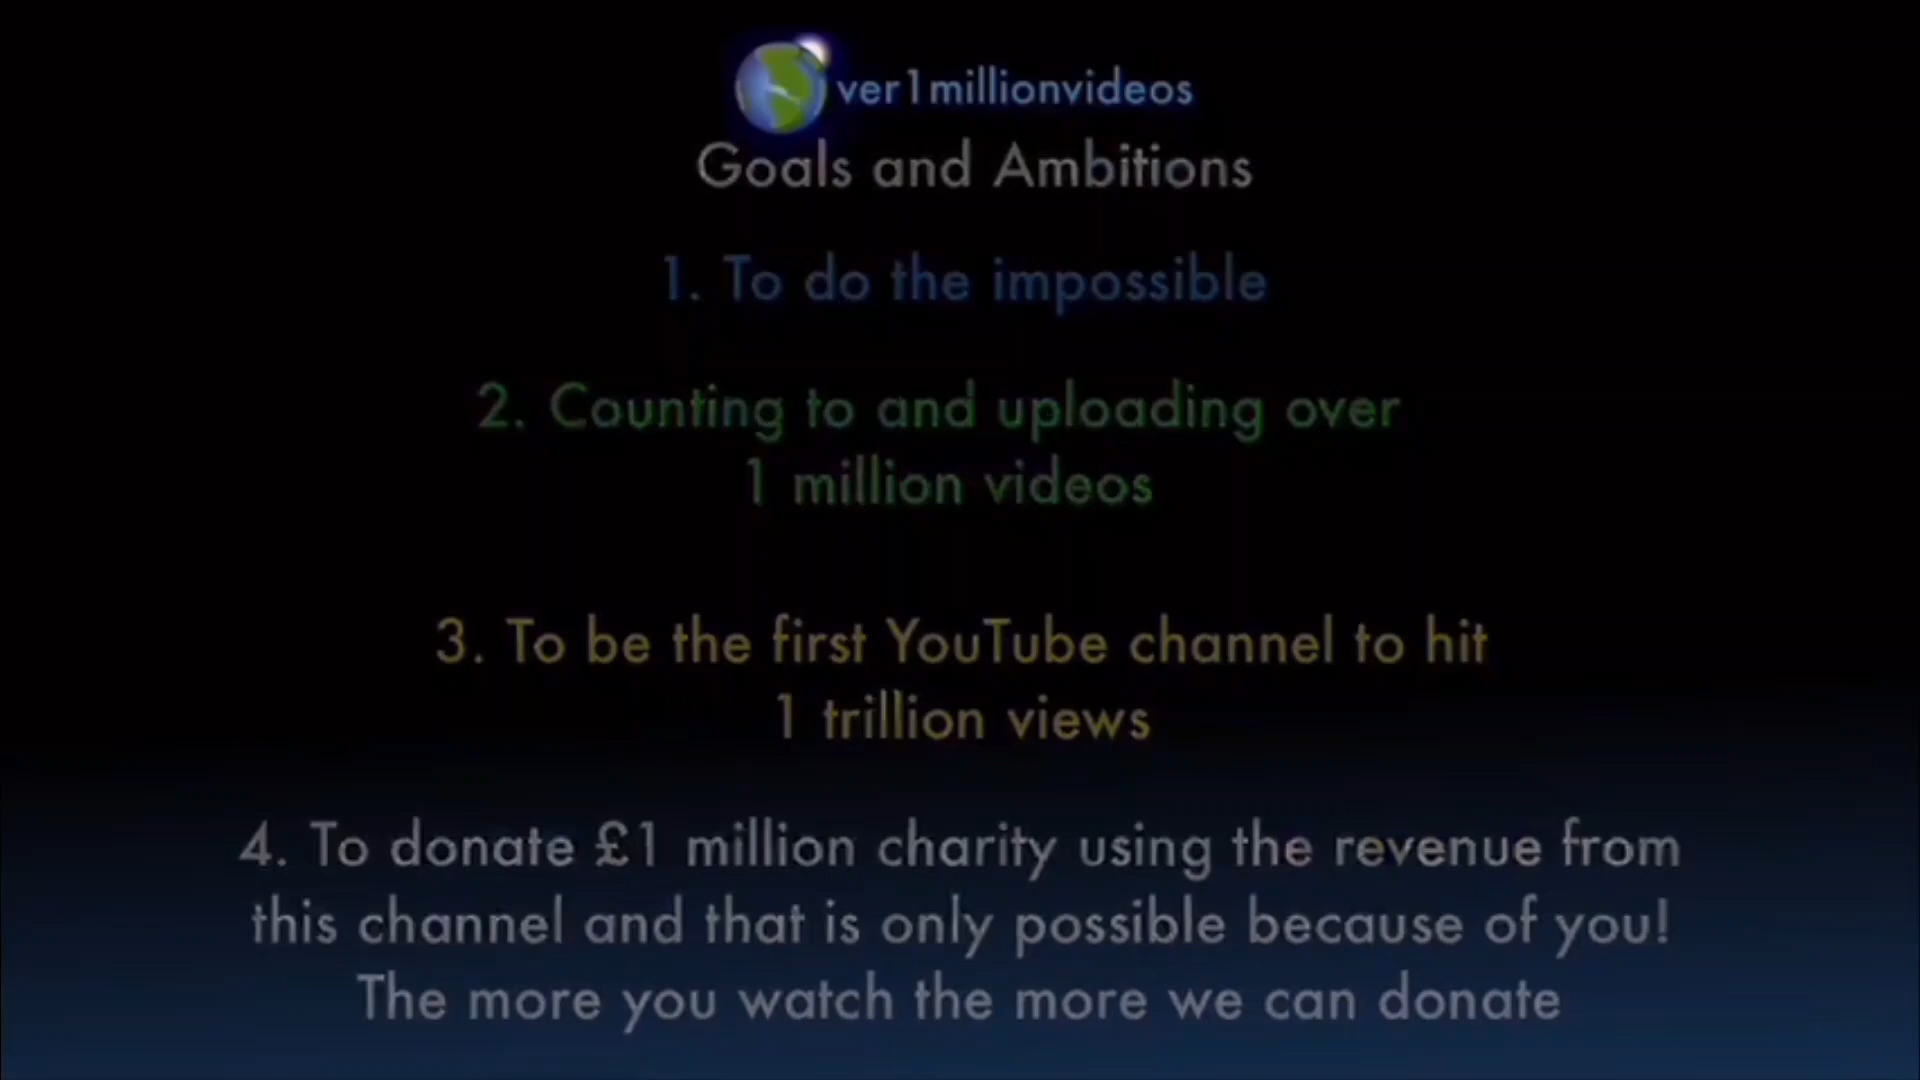 ver1millionvideos
Goals and Ambitions
1. To do the impossible
2. Counting to and uploading over
1 million videos
3. To be the first YouTube channel to hit
1 trillion views
4. To donate £1 million charity using the revenue from
this channel and that is only possible because of you!
The more you watch the more we can donate